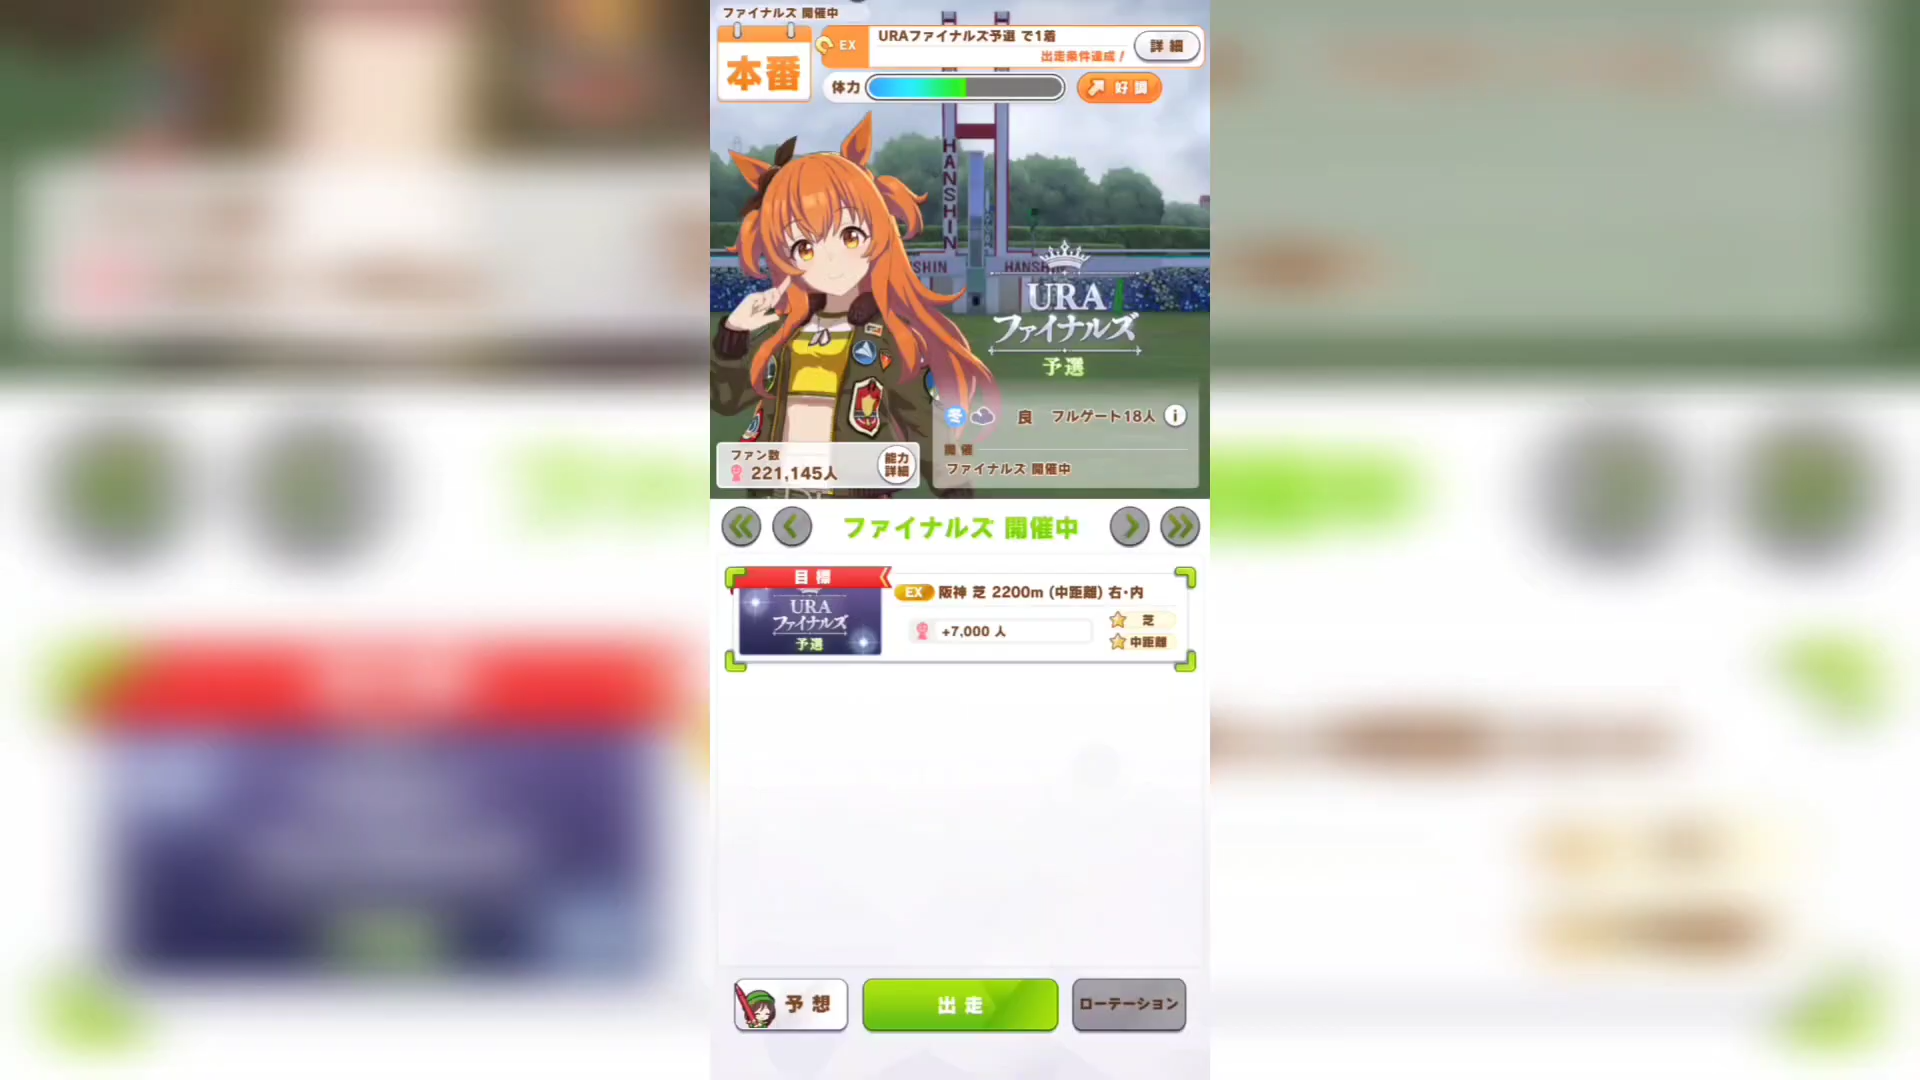 ファイナルズ 開催中
本番
EX
URAファイナルズ予選 で1着
出走条件達成!
詳細
体力
好調
HANSHIN
HANSHIN
URA
ファイナルズ
予選
冬
良
フルゲート18人
i
開催
ファイナルズ 開催中
ファン数
221,145人
能力
詳細
ファイナルズ 開催中
目標
URA
ファイナルズ
予選
EX
阪神 芝 2200m (中距離) 右・内
+7,000 人
芝
中距離
予想
出走
ローテーション